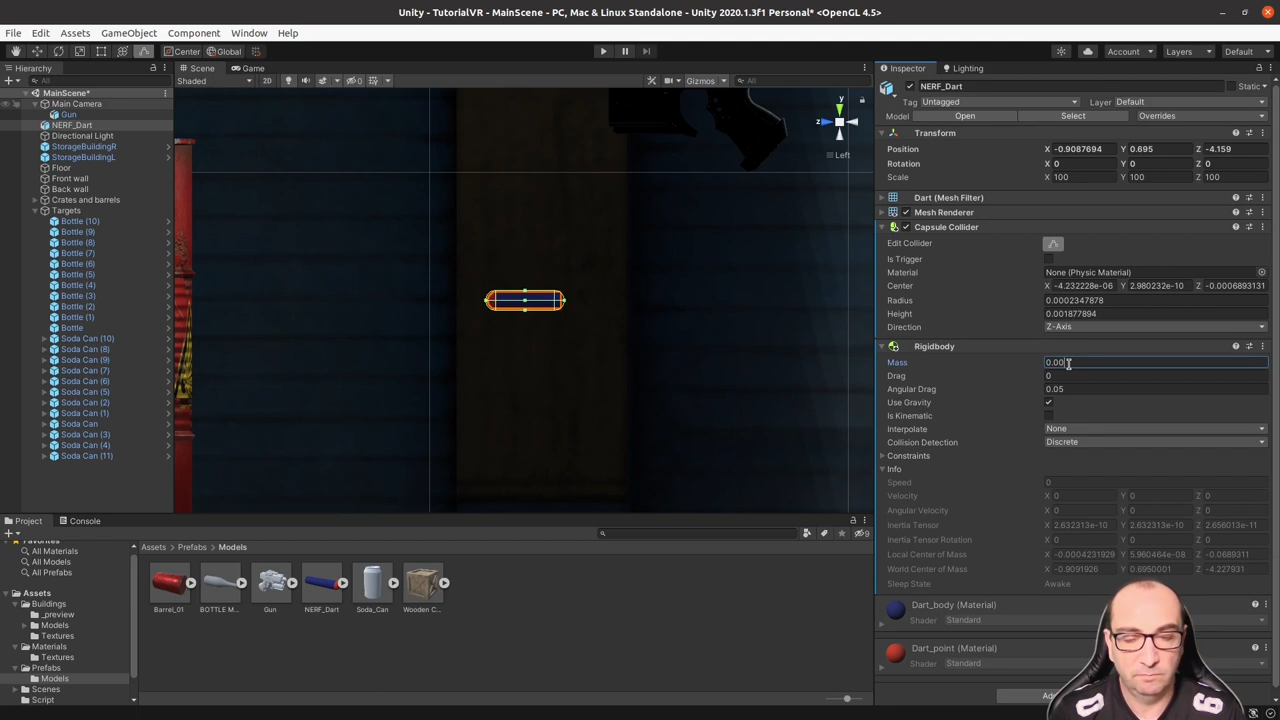 Unity - TutorialVR - MainScene - PC, Mac & Linux Standalone - Unity 2020.1.3f1 Personal* <OpenGL 4.5>
File Edit Assets GameObject Component Window Help
Center Global Account Layers Default
Hierarchy
All
MainScene*
Main Camera
Gun
NERF_Dart
Directional Light
StorageBuildingR
StorageBuildingL
Floor
Front wall
Back wall
Crates and barrels
Targets
Bottle (10)
Bottle (9)
Bottle (8)
Bottle (7)
Bottle (6)
Bottle (5)
Bottle (4)
Bottle (3)
Bottle (2)
Bottle (1)
Bottle
Soda Can (10)
Soda Can (8)
Soda Can (9)
Soda Can (7)
Soda Can (6)
Soda Can (5)
Soda Can (2)
Soda Can (1)
Soda Can
Soda Can (3)
Soda Can (4)
Soda Can (11)
Scene Game
Shaded 2D 0 Gizmos All
y
z
Left
Inspector Lighting
NERF_Dart Static
Tag Untagged Layer Default
Model Open Select Overrides
Transform
Position X -0.9087694 Y 0.695 Z -4.159
Rotation X 0 Y 0 Z 0
Scale X 100 Y 100 Z 100
Dart (Mesh Filter)
Mesh Renderer
Capsule Collider
Edit Collider
Is Trigger
Material None (Physic Material)
Center X -4.232228e-06 Y 2.980232e-10 Z -0.0006893131
Radius 0.0002347878
Height 0.001877894
Direction Z-Axis
Rigidbody
Mass 0.00
Drag 0
Angular Drag 0.05
Use Gravity
Is Kinematic
Interpolate None
Collision Detection Discrete
Constraints
Info
Speed 0
Velocity X 0 Y 0 Z 0
Angular Velocity X 0 Y 0 Z 0
Inertia Tensor X 2.632313e-10 Y 2.632313e-10 Z 2.656013e-11
Inertia Tensor Rotation X 0 Y 0 Z 0
Local Center of Mass X -0.0004231929 Y 5.960464e-08 Z -0.0689311
World Center of Mass X -0.9091926 Y 0.6950001 Z -4.227931
Sleep State Awake
Dart_body (Material)
Shader Standard
Dart_point (Material)
Shader Standard
Project Console
9
Favorites
All Materials
All Models
All Prefabs
Assets
Buildings
_preview
Models
Textures
Materials
Textures
Prefabs
Models
Scenes
Script
Assets > Prefabs > Models
Barrel_01 BOTTLE M... Gun NERF_Dart Soda_Can Wooden C...